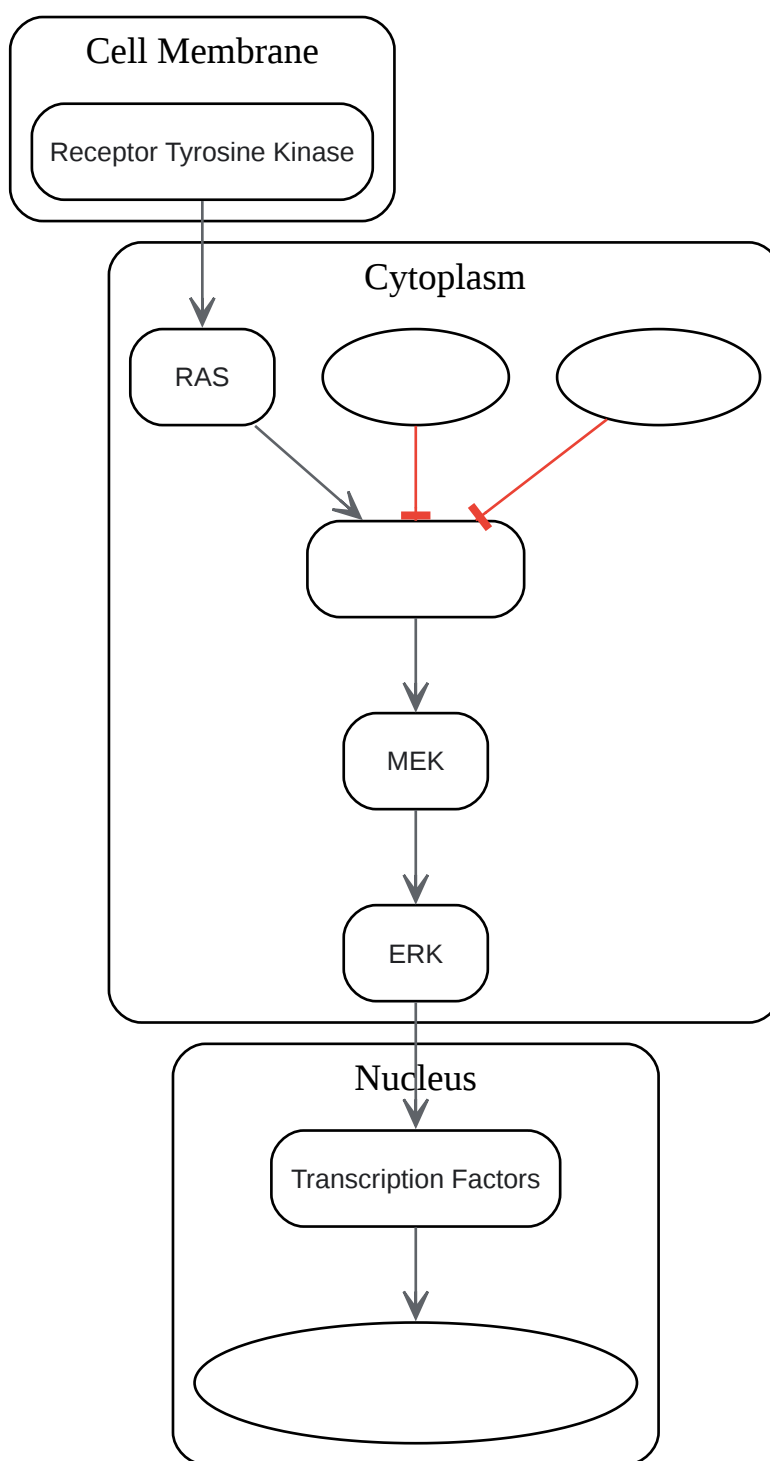 Cell Membrane
Receptor Tyrosine Kinase
Cytoplasm
RAS
MEK
ERK
Nucleus
Transcription Factors